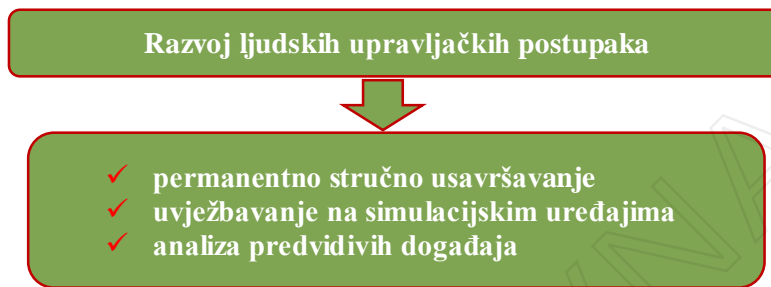 Razvoj ljudskih upravljačkih postupaka
permanentno stručno usavršavanje
uvježbavanje na simulacijskim uređajima
analiza predvidivih događaja